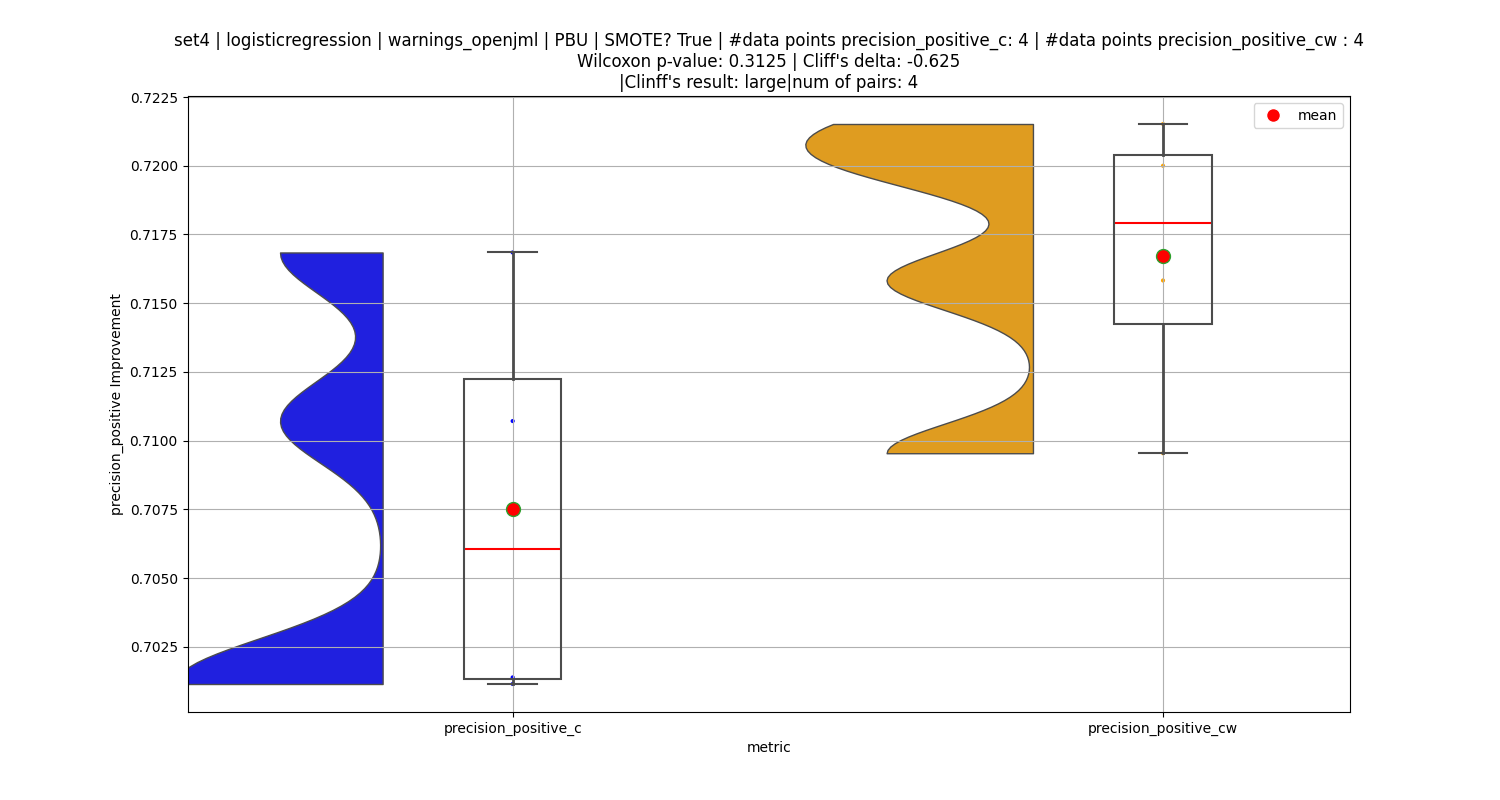 set4 | logisticregression | warnings_openjml | PBU | SMOTE? True | #data points precision_positive_c: 4 | #data points precision_positive_cw : 4
Wilcoxon p-value: 0.3125 | Cliff's delta: -0.625
|Clinff's result: large|num of pairs: 4
mean
precision_positive Improvement
0.7225
0.7200
0.7175
0.7150
0.7125
0.7100
0.7075
0.7050
0.7025
precision_positive_c
precision_positive_cw
metric